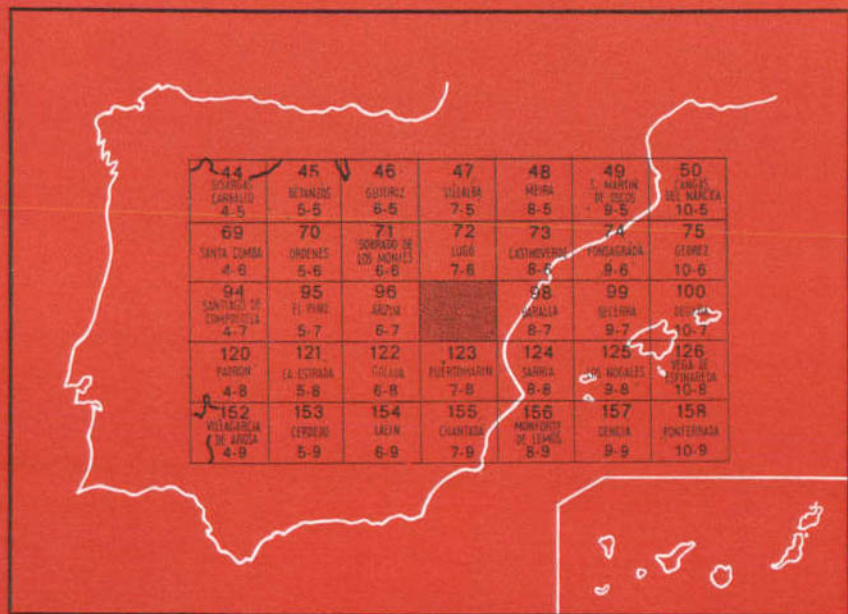 44 45 46 47 48 49 50
SISARGAS BETANZOS GUITIRIZ VILLALBA MEIRA S. MARTIN CANGAS
CARBALLO DE OSCOS DEL NARCEA
4-5 5-5 6-5 7-5 8-5 9-5 10-5
69 70 71 72 73 74 75
SANTA COMBA ORDENES SOBRADO DE LUGO CASTROVERDE FONSAGRADA GEDREZ
LOS MONJES
4-6 5-6 6-6 7-6 8-6 9-6 10-6
94 95 96 98 99 100
SANTIAGO DE EL PINO ARZUA BARALLA BECERREA DEGAÑA
COMPOSTELA
4-7 5-7 6-7 8-7 9-7 10-7
120 121 122 123 124 125 126
PADRON LA ESTRADA GOLADA PUERTOMARIN SARRIA LOS NOGALES VEGA DE
ESPINAREDA
4-8 5-8 6-8 7-8 8-8 9-8 10-8
152 153 154 155 156 157 158
VILLAGARCIA CERDEDO LALIN CHANTADA MONFORTE OENCIA PONFERRADA
DE AROSA DE LEMOS
4-9 5-9 6-9 7-9 8-9 9-9 10-9